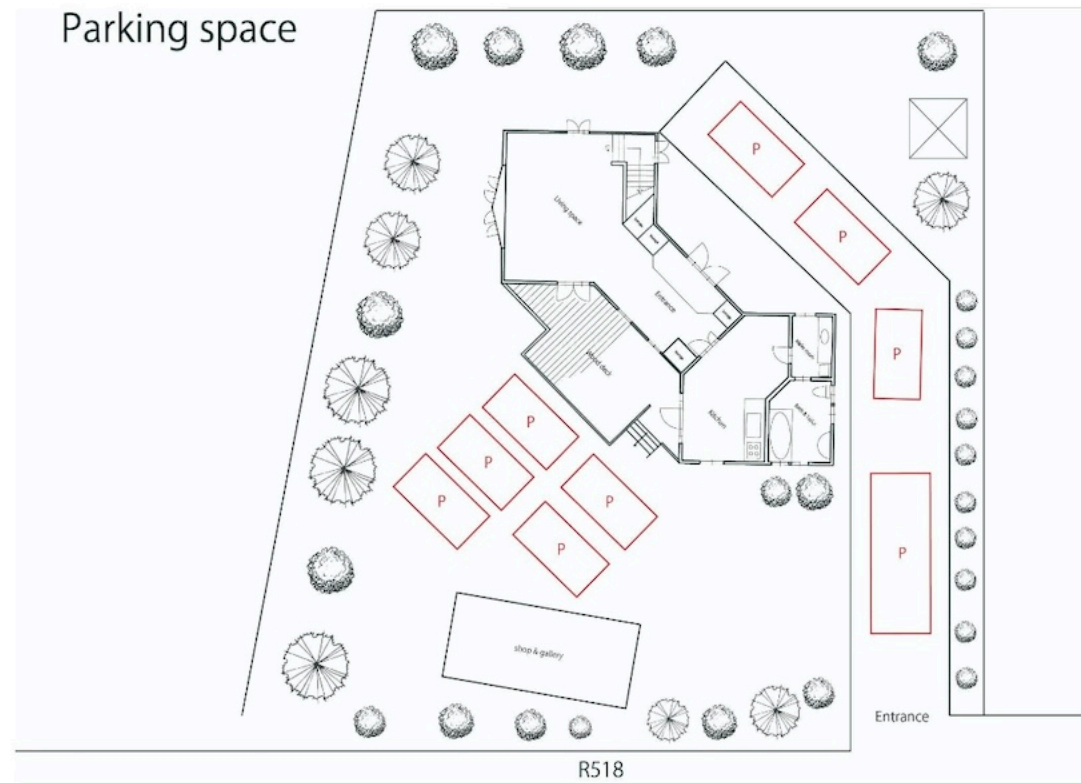 Parking space
P
P
Living space
Entrance
P
Wood deck
Kitchen
P
P
P
P
P
P
shop & gallery
Entrance
R518